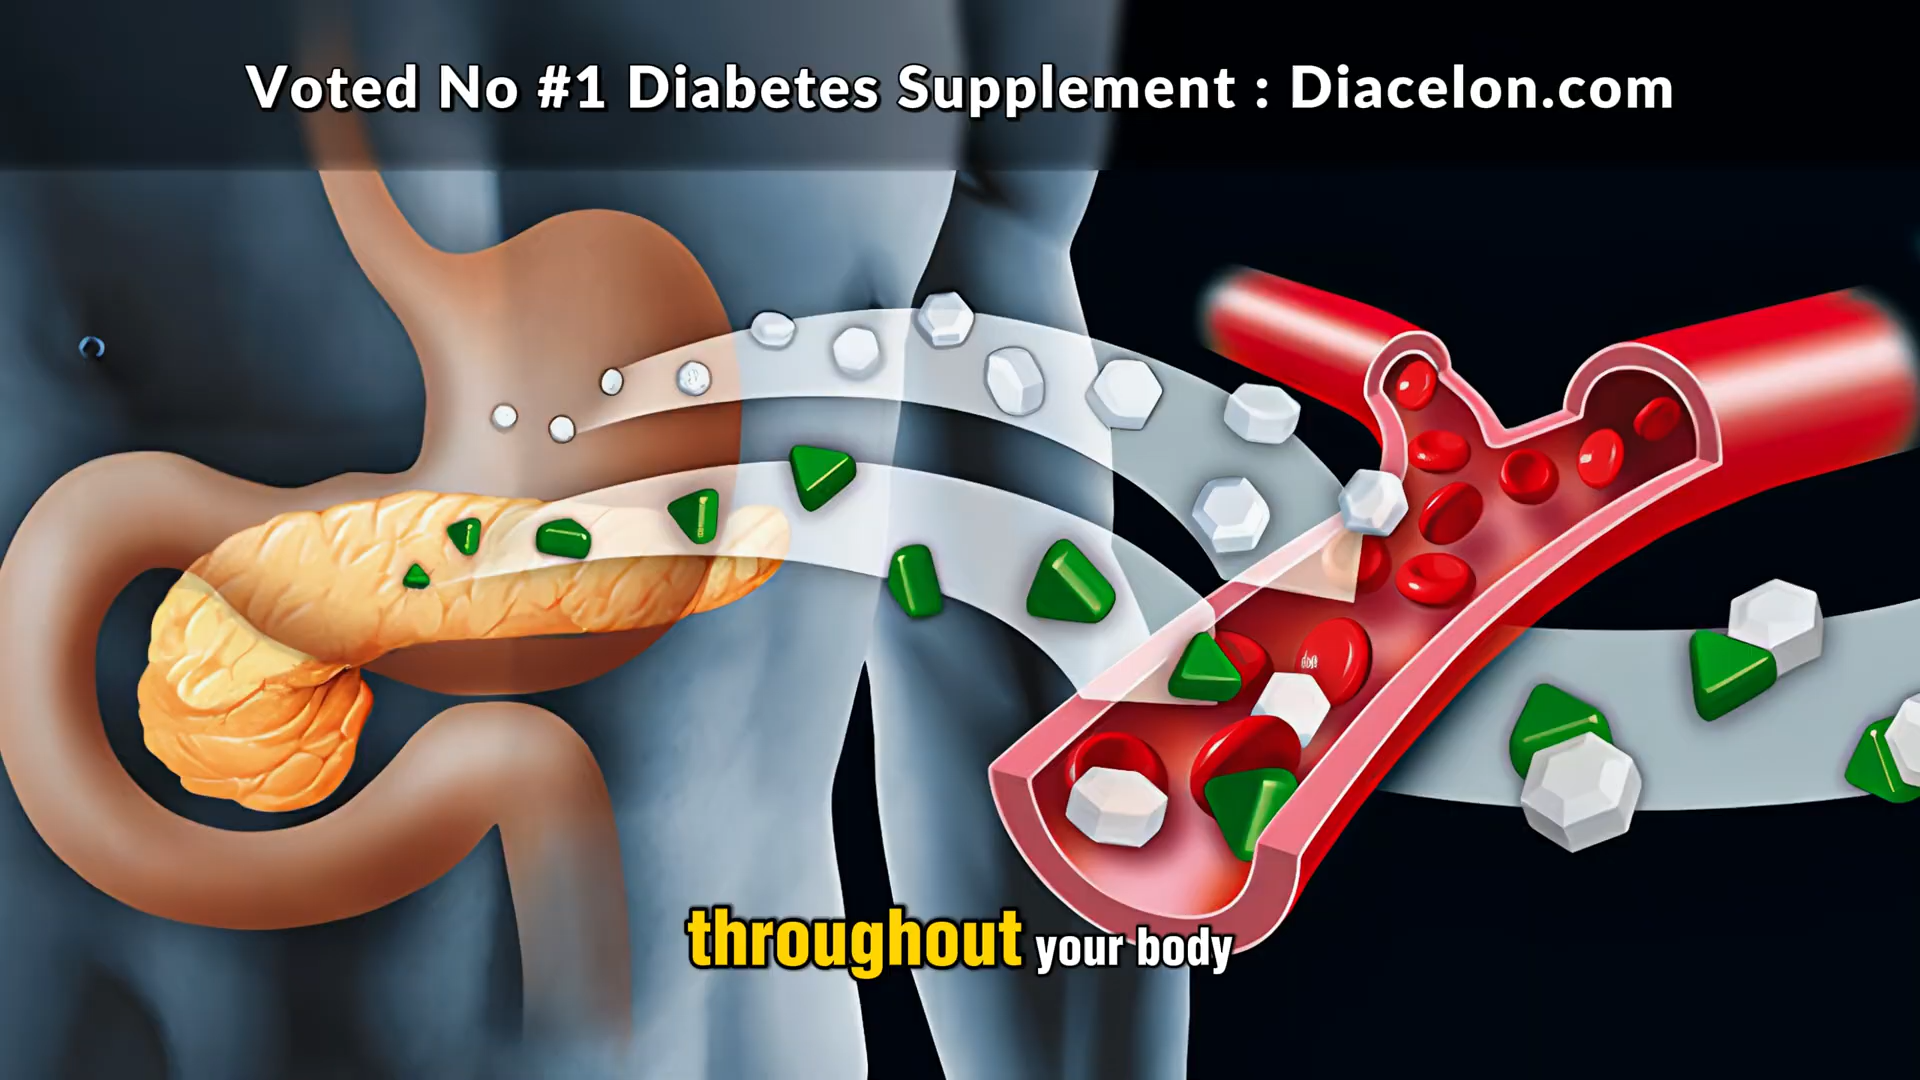 Voted No #1 Diabetes Supplement : Diacelon.com
throughout your body